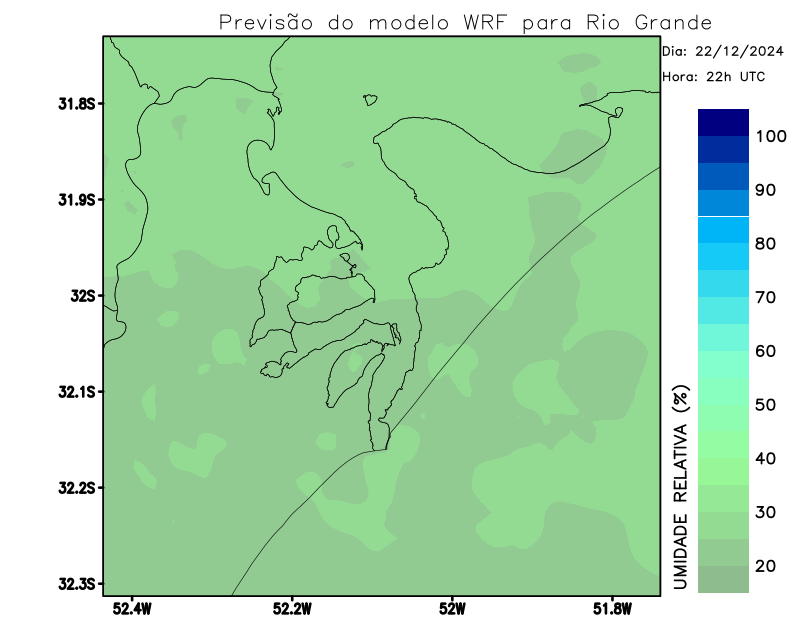 Previsão do modelo WRF para Rio Grande
Dia: 22/12/2024
Hora: 22h UTC
31.8S
31.9S
32S
32.1S
32.2S
32.3S
52.4W
52.2W
52W
51.8W
UMIDADE RELATIVA (%)
100
90
80
70
60
50
40
30
20